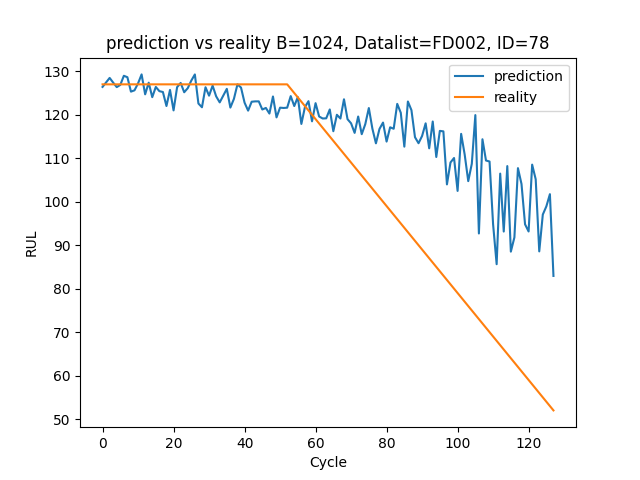 prediction vs reality B=1024, Datalist=FD002, ID=78
prediction
reality
RUL
130
120
110
100
90
80
70
60
50
0 20 40 60 80 100 120
Cycle